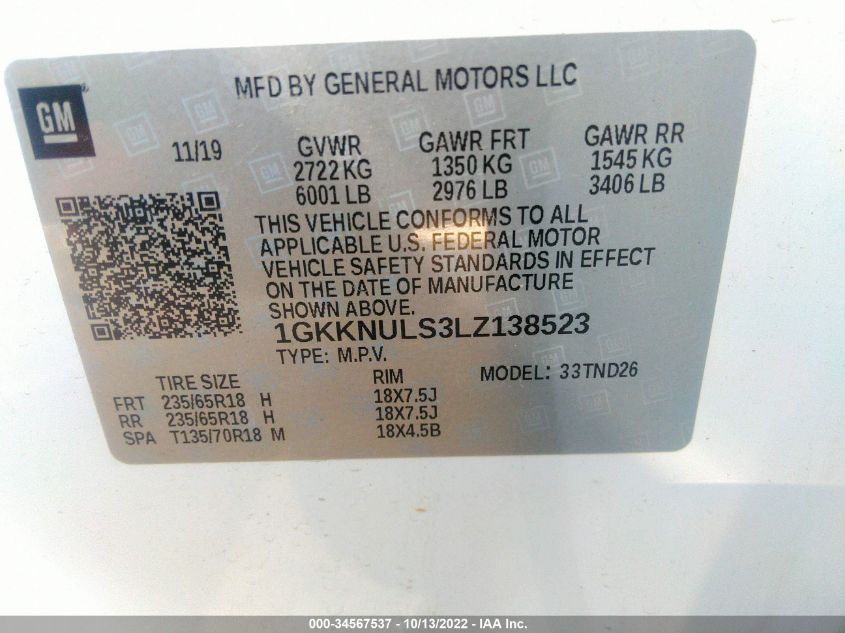 GM
MFD BY GENERAL MOTORS LLC
11/19 GVWR GAWR FRT GAWR RR
2722 KG 1350 KG 1545 KG
6001 LB 2976 LB 3406 LB
THIS VEHICLE CONFORMS TO ALL
APPLICABLE U.S. FEDERAL MOTOR
VEHICLE SAFETY STANDARDS IN EFFECT
ON THE DATE OF MANUFACTURE
SHOWN ABOVE.
1GKKNULS3LZ138523
TYPE: M.P.V.
TIRE SIZE RIM MODEL: 33TND26
FRT 235/65R18 H 18X7.5J
RR 235/65R18 H 18X7.5J
SPA T135/70R18 M 18X4.5B
000-34567537 - 10/13/2022 - IAA Inc.